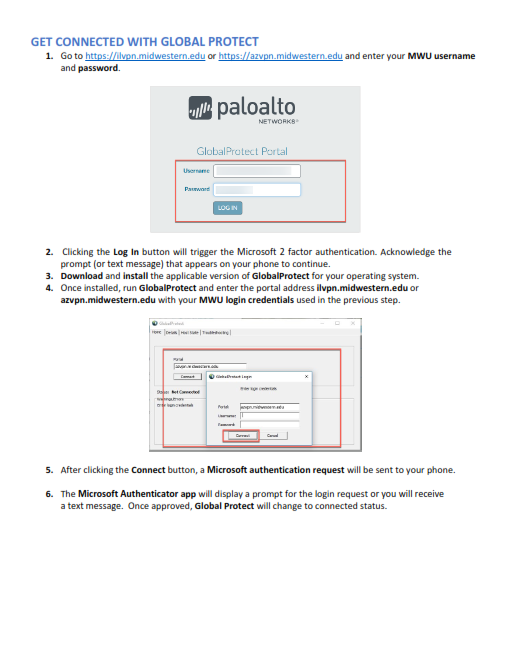 GET CONNECTED WITH GLOBAL PROTECT
1. Go to https://ilvpn.midwestern.edu or https://azvpn.midwestern.edu and enter your MWU username
and password.
paloalto
NETWORKS®
GlobalProtect Portal
Username
Password
LOG IN
2. Clicking the Log In button will trigger the Microsoft 2 factor authentication. Acknowledge the
prompt (or text message) that appears on your phone to continue.
3. Download and install the applicable version of GlobalProtect for your operating system.
4. Once installed, run GlobalProtect and enter the portal address ilvpn.midwestern.edu or
azvpn.midwestern.edu with your MWU login credentials used in the previous step.
GlobalProtect
Home Details Host State Troubleshooting
Portal
azvpn.midwestern.edu
Connect
Status: Not Connected
Warnings/Errors
Enter login credentials
GlobalProtect Login
Enter login credentials
Portal: azvpn.midwestern.edu
Username:
Password:
Connect Cancel
5. After clicking the Connect button, a Microsoft authentication request will be sent to your phone.
6. The Microsoft Authenticator app will display a prompt for the login request or you will receive
a text message. Once approved, Global Protect will change to connected status.